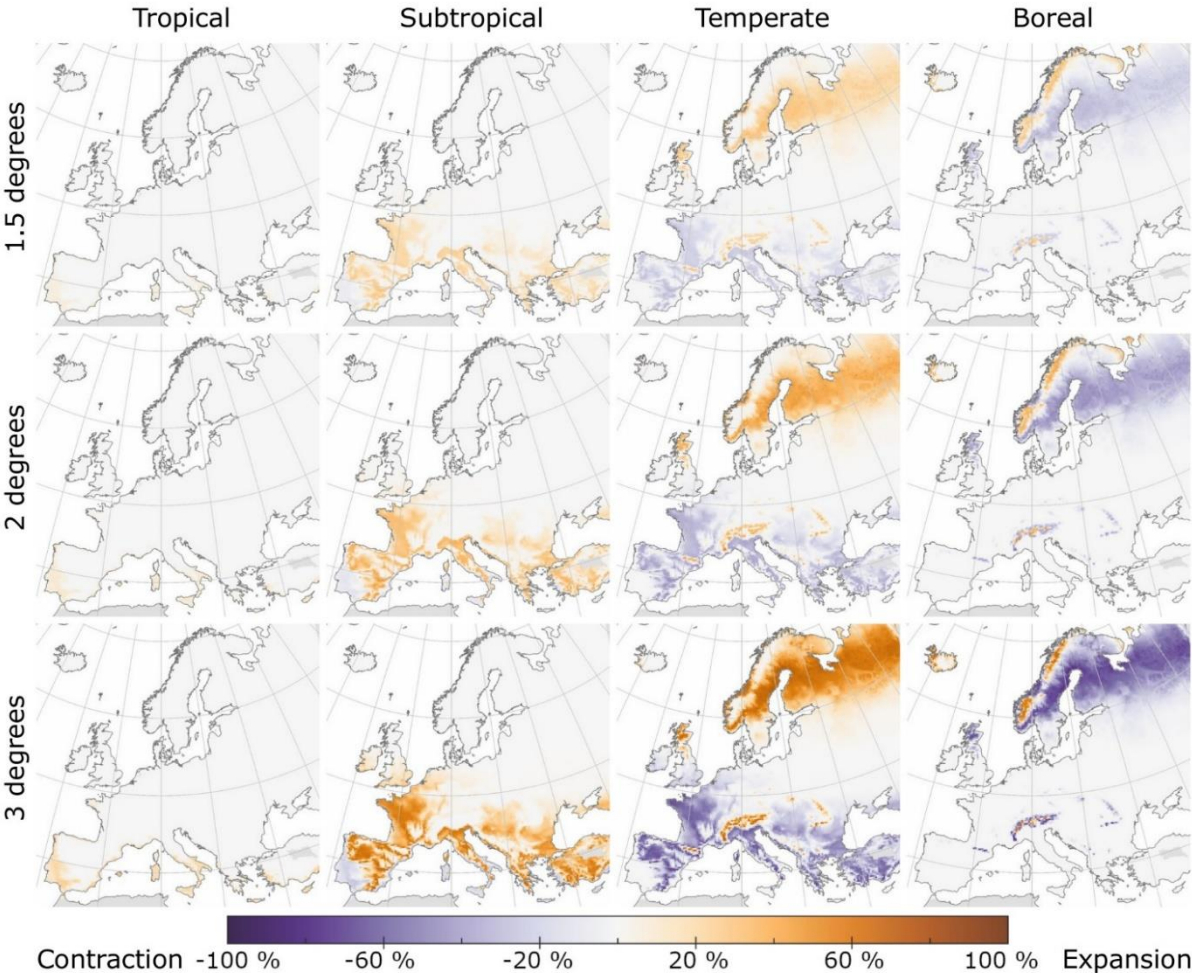 Tropical Subtropical Temperate Boreal
1.5 degrees
2 degrees
3 degrees
Contraction -100 % -60 % -20 % 20 % 60 % 100 % Expansion